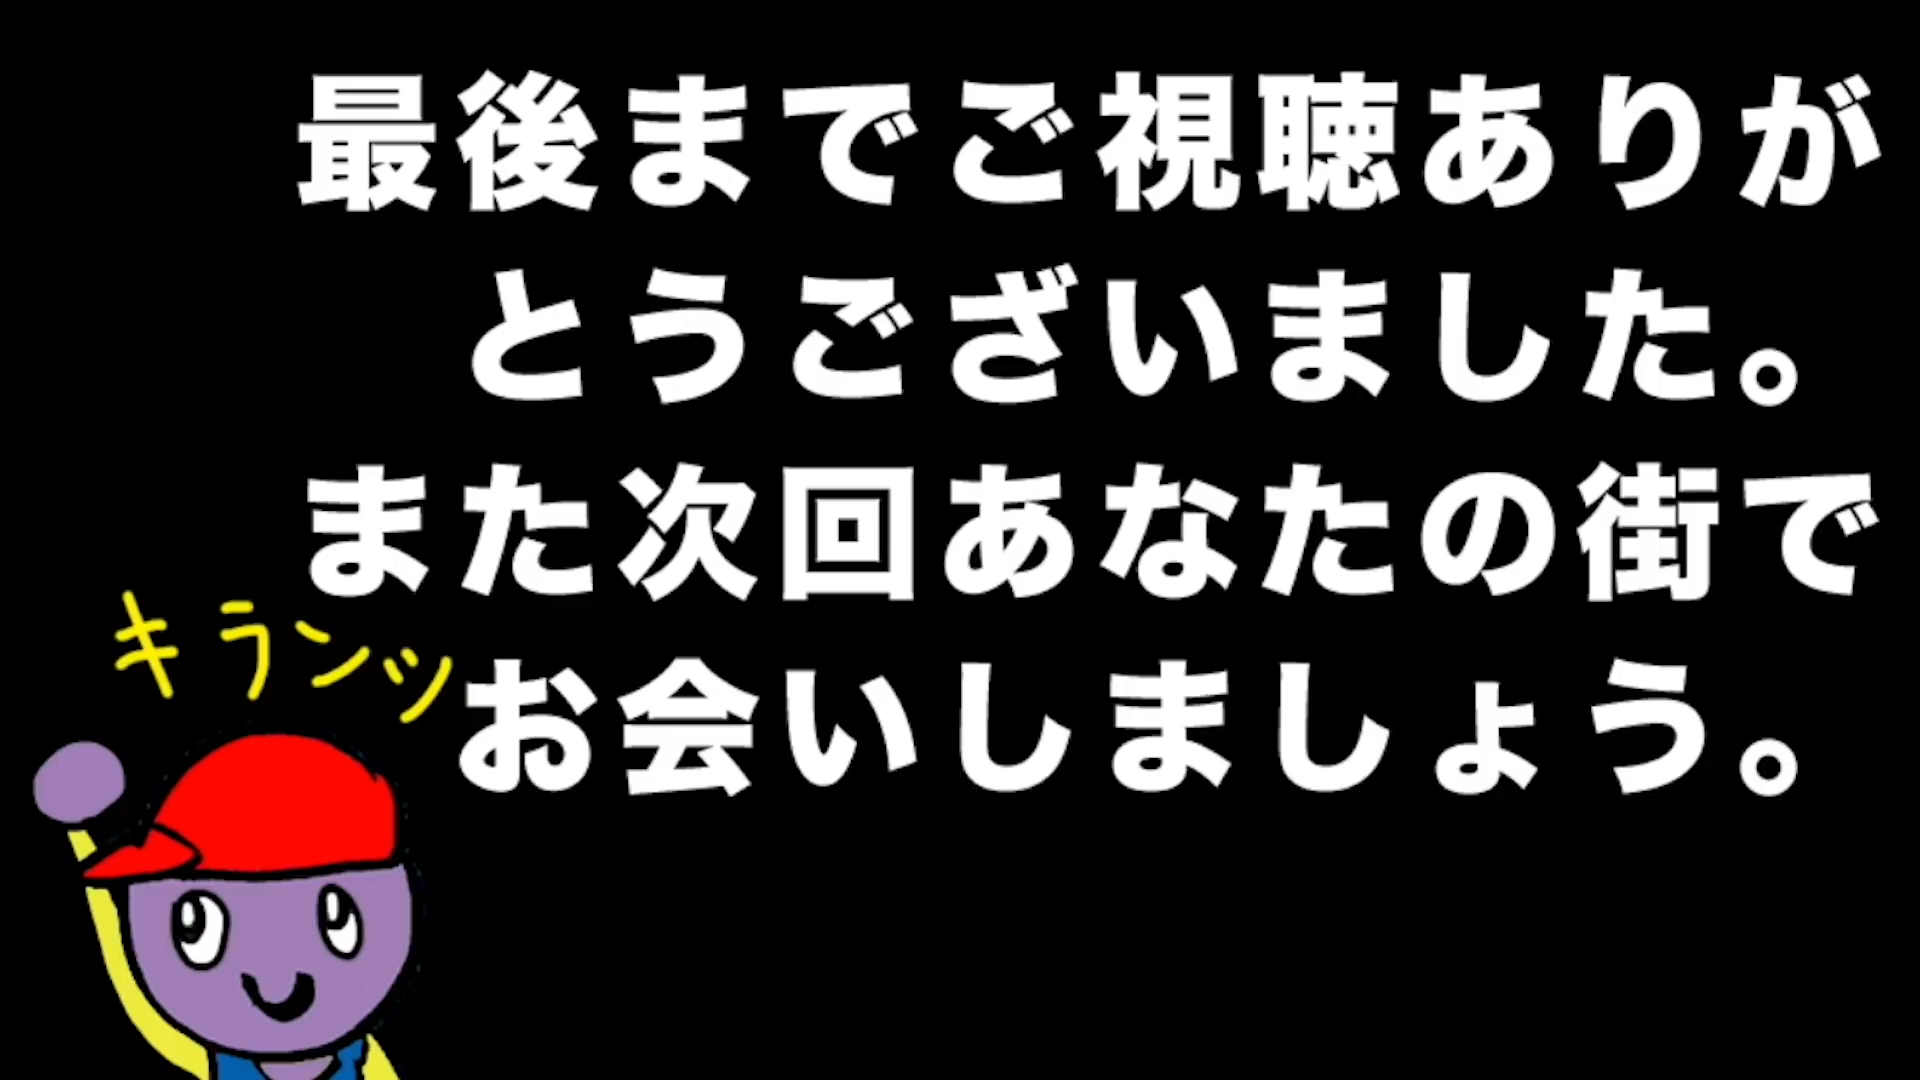 最後までご視聴ありが
とうございました。
また次回あなたの街で
お会いしましょう。
キランッ